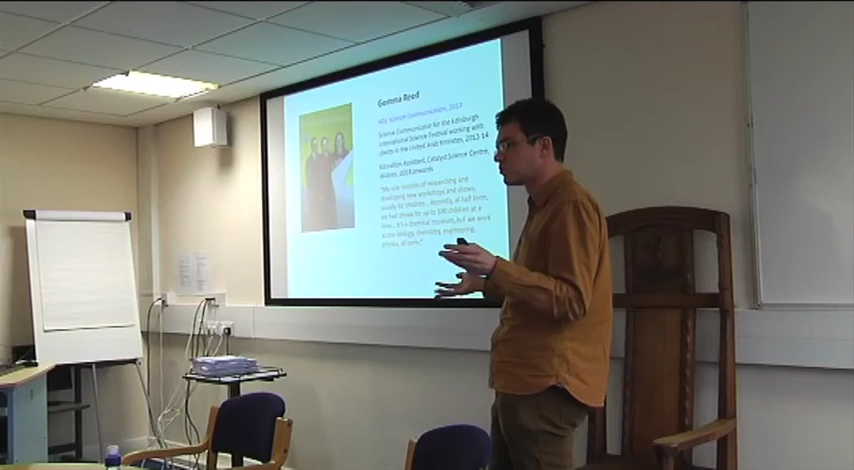 Gemma Reed
MSc Science Communication, 2012
Science Communicator for the Edinburgh
International Science Festival working with
clients in the United Arab Emirates, 2013-14
Education Assistant, Catalyst Science Centre,
Widnes, 2014 onwards
"My role consists of researching and
developing new workshops and shows,
usually for children... Recently, at half term,
we had shows for up to 100 children at a
time... It's a chemical museum, but we work
across biology, chemistry, engineering,
physics, all sorts."